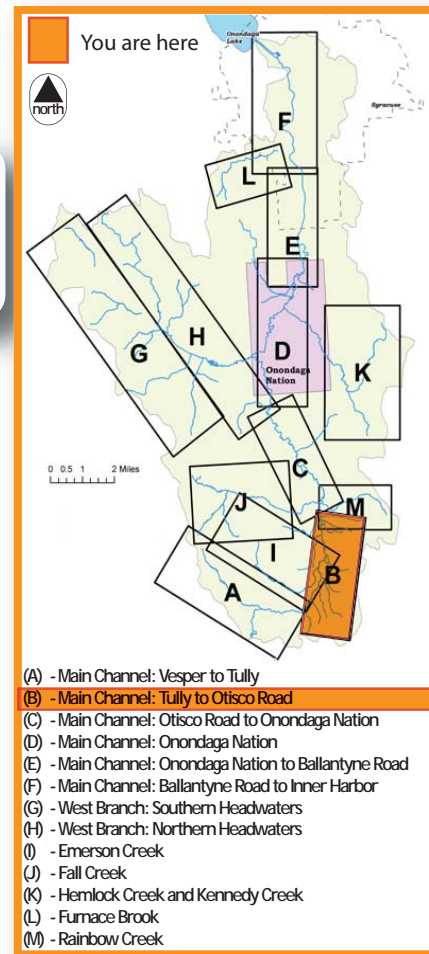 You are here
north
Onondaga
Lake
Syracuse
F
L
E
H
G
D
Onondaga
Nation
K
C
0 0.5 1 2 Miles
J
M
I
B
A
(A) - Main Channel: Vesper to Tully
(B) - Main Channel: Tully to Otisco Road
(C) - Main Channel: Otisco Road to Onondaga Nation
(D) - Main Channel: Onondaga Nation
(E) - Main Channel: Onondaga Nation to Ballantyne Road
(F) - Main Channel: Ballantyne Road to Inner Harbor
(G) - West Branch: Southern Headwaters
(H) - West Branch: Northern Headwaters
(I) - Emerson Creek
(J) - Fall Creek
(K) - Hemlock Creek and Kennedy Creek
(L) - Furnace Brook
(M) - Rainbow Creek